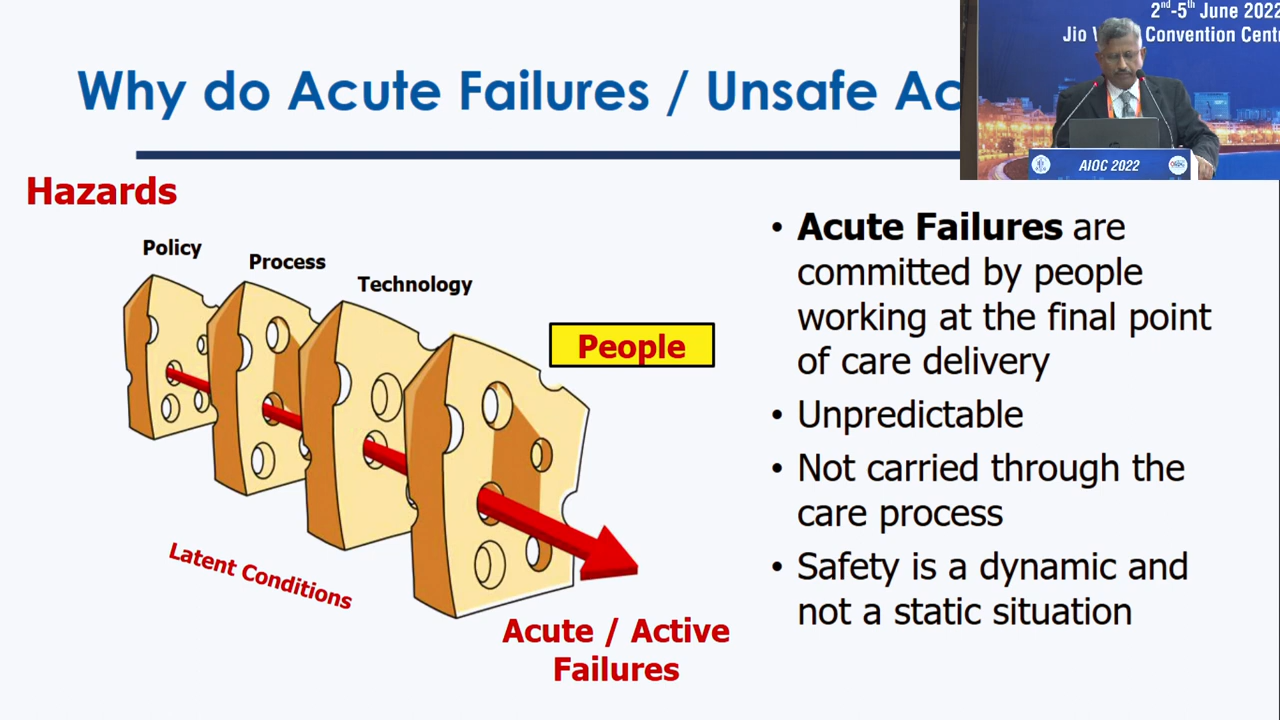 2nd-5th June 2022
Jio Convention Cent
Why do Acute Failures / Unsafe Ac
AIOC 2022
Hazards
Policy
Process
Technology
People
Latent Conditions
Acute / Active
Failures
• Acute Failures are
committed by people
working at the final point
of care delivery
• Unpredictable
• Not carried through the
care process
• Safety is a dynamic and
not a static situation